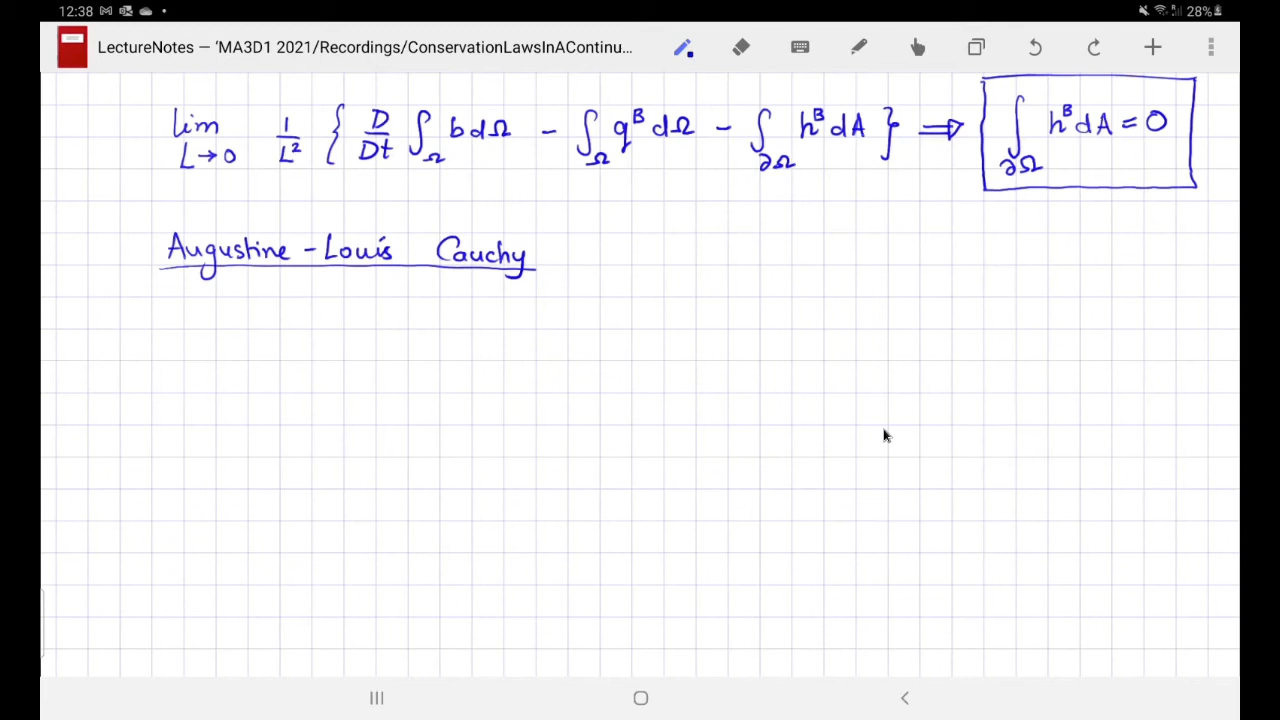 12:38 28%
LectureNotes — 'MA3D1 2021/Recordings/ConservationLawsInAContinu...
lim L→0 1/L² { D/Dt ∫_Ω b dΩ − ∫_Ω q^B dΩ − ∫_∂Ω h^B dA } ⇒ ∫_∂Ω h^B dA = 0
Augustine-Louis Cauchy